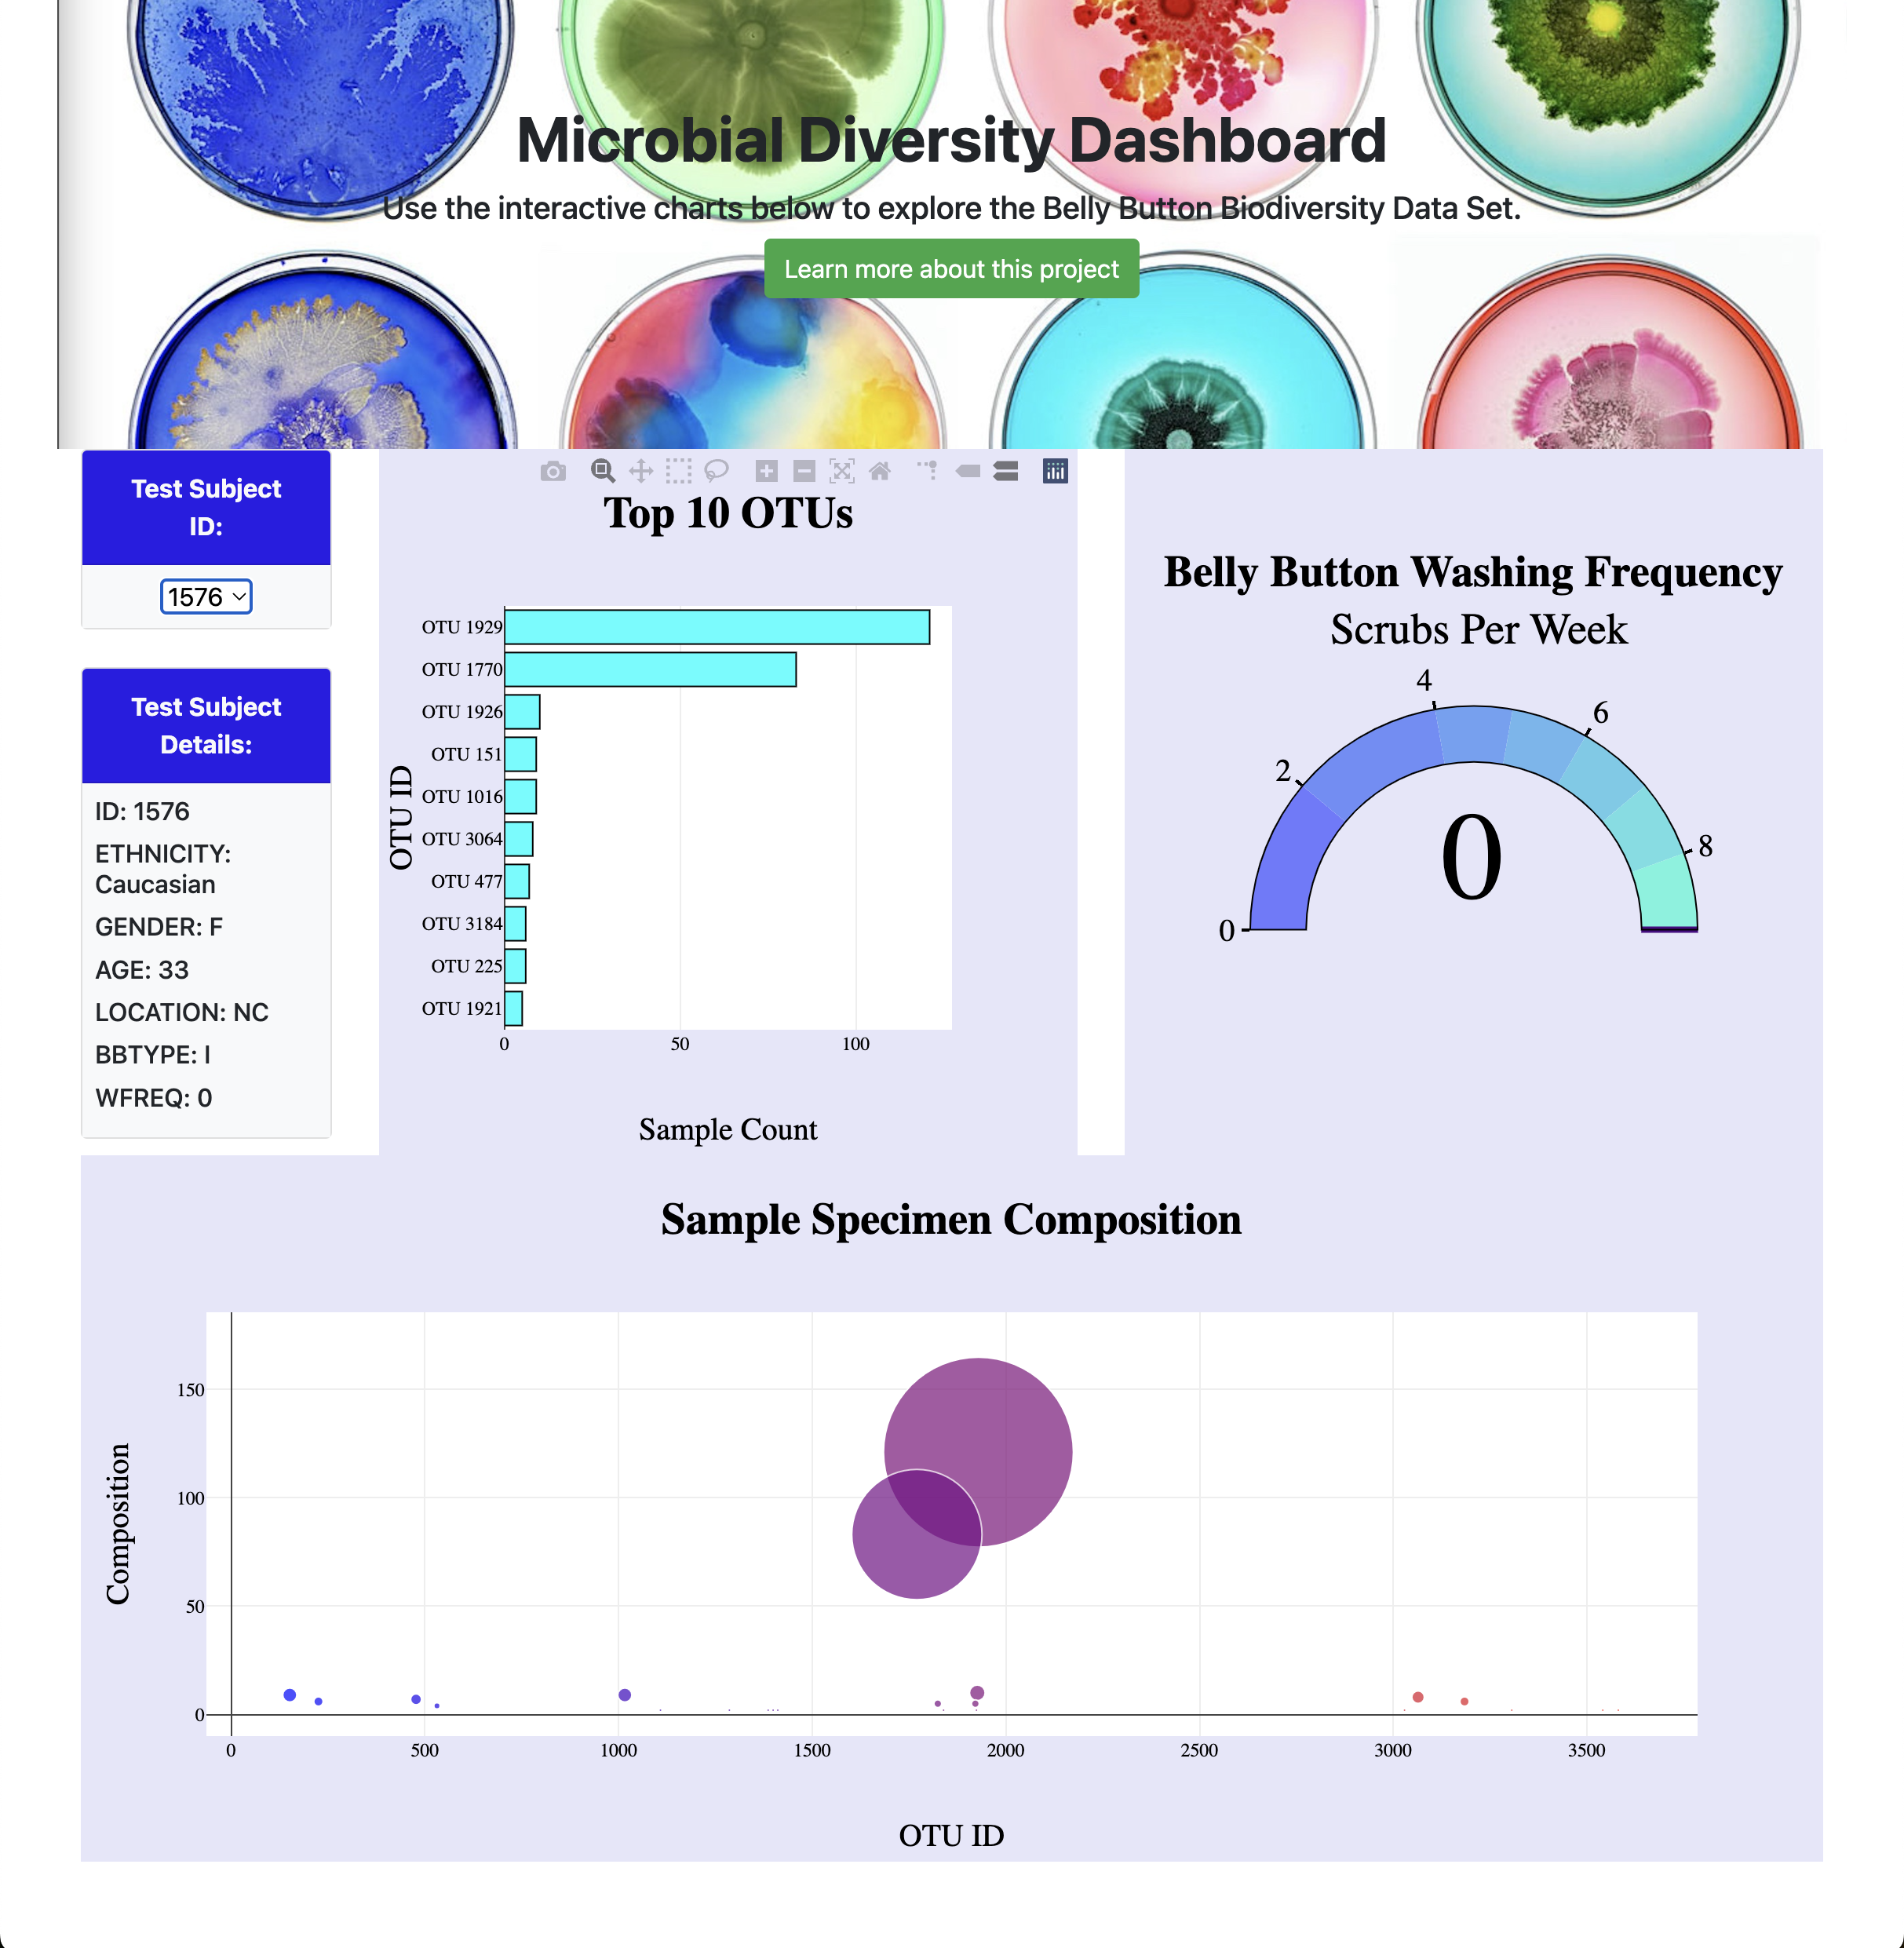 Microbial Diversity Dashboard
Use the interactive charts below to explore the Belly Button Biodiversity Data Set.
Learn more about this project
Test Subject
ID:
1576
Test Subject
Details:
ID: 1576
ETHNICITY:
Caucasian
GENDER: F
AGE: 33
LOCATION: NC
BBTYPE: I
WFREQ: 0
Top 10 OTUs
OTU ID
OTU 1929
OTU 1770
OTU 1926
OTU 151
OTU 1016
OTU 3064
OTU 477
OTU 3184
OTU 225
OTU 1921
0 50 100
Sample Count
Belly Button Washing Frequency
Scrubs Per Week
0
2
4
6
8
0
Sample Specimen Composition
Composition
150
100
50
0
0 500 1000 1500 2000 2500 3000 3500
OTU ID